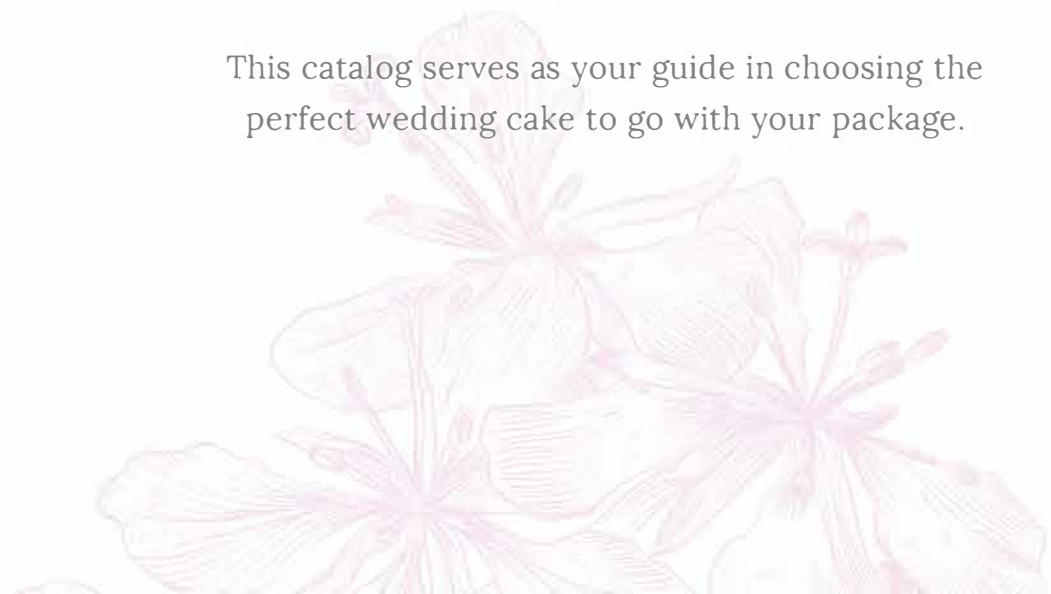 This catalog serves as your guide in choosing the
perfect wedding cake to go with your package.